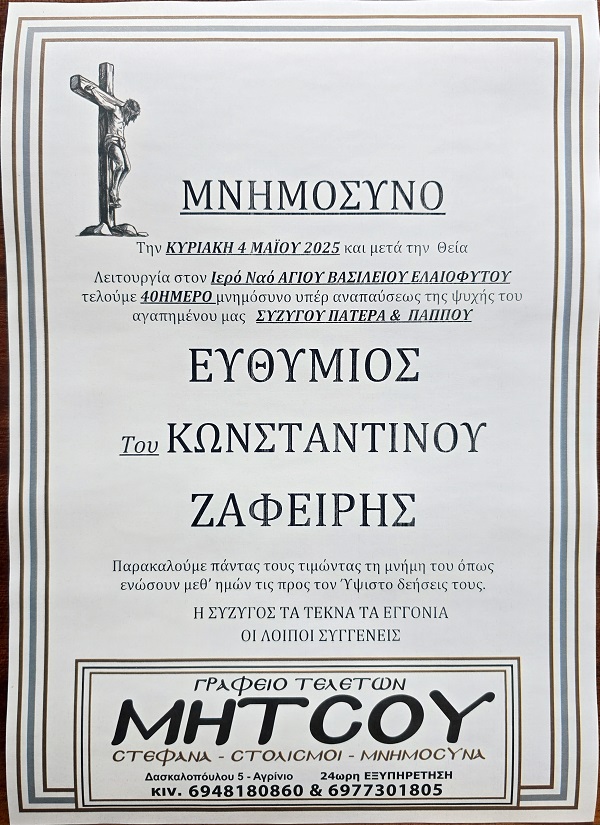 ΜΝΗΜΟΣΥΝΟ
Την ΚΥΡΙΑΚΗ 4 ΜΑΪΟΥ 2025 και μετά την Θεία
Λειτουργία στον Ιερό Ναό ΑΓΙΟΥ ΒΑΣΙΛΕΙΟΥ ΕΛΑΙΟΦΥΤΟΥ
τελούμε 40ΗΜΕΡΟ μνημόσυνο υπέρ αναπαύσεως της ψυχής του
αγαπημένου μας ΣΥΖΥΓΟΥ ΠΑΤΕΡΑ & ΠΑΠΠΟΥ
ΕΥΘΥΜΙΟΣ
Του ΚΩΝΣΤΑΝΤΙΝΟΥ
ΖΑΦΕΙΡΗΣ
Παρακαλούμε πάντας τους τιμώντας τη μνήμη του όπως
ενώσουν μεθ' ημών τις προς τον Ύψιστο δεήσεις τους.
Η ΣΥΖΥΓΟΣ ΤΑ ΤΕΚΝΑ ΤΑ ΕΓΓΟΝΙΑ
ΟΙ ΛΟΙΠΟΙ ΣΥΓΓΕΝΕΙΣ
ΓΡΑΦΕΙΟ ΤΕΛΕΤΩΝ
ΜΗΤΣΟΥ
ΣΤΕΦΑΝΑ - ΣΤΟΛΙΣΜΟΙ - ΜΝΗΜΟΣΥΝΑ
Δασκαλοπούλου 5 - Αγρίνιο 24ωρη ΕΞΥΠΗΡΕΤΗΣΗ
κιν. 6948180860 & 6977301805